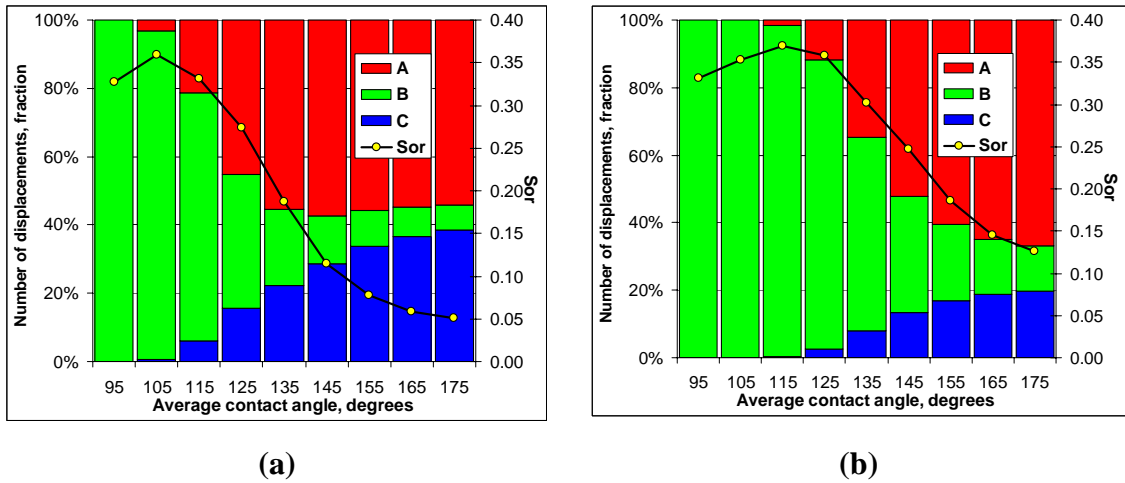 Number of displacements, fraction
100%
80%
60%
40%
20%
0%
A
B
C
Sor
0.40
0.35
0.30
0.25
0.20
0.15
0.10
0.05
0.00
Sor
95 105 115 125 135 145 155 165 175
Average contact angle, degrees
(a)
Number of displacements, fraction
100%
80%
60%
40%
20%
0%
A
B
C
Sor
0.40
0.35
0.30
0.25
0.20
0.15
0.10
0.05
0.00
Sor
95 105 115 125 135 145 155 165 175
Average contact angle, degrees
(b)